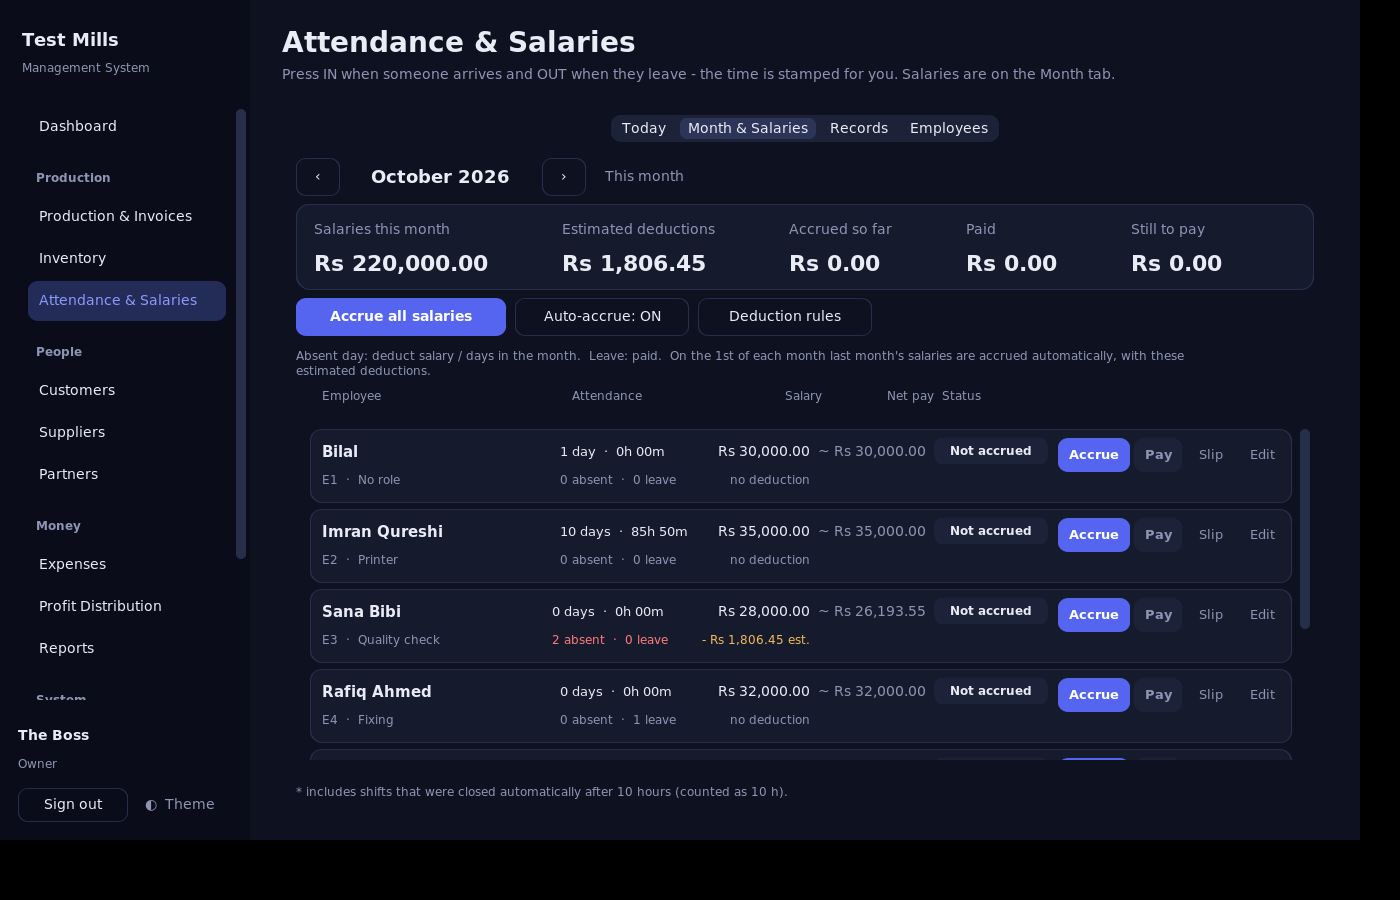 Test Mills
Management System
Dashboard
Production
Production & Invoices
Inventory
Attendance & Salaries
People
Customers
Suppliers
Partners
Money
Expenses
Profit Distribution
Reports
System
The Boss
Owner
Sign out
◐ Theme
Attendance & Salaries
Press IN when someone arrives and OUT when they leave - the time is stamped for you. Salaries are on the Month tab.
Today Month & Salaries Records Employees
‹ October 2026 › This month
Salaries this month Estimated deductions Accrued so far Paid Still to pay
Rs 220,000.00 Rs 1,806.45 Rs 0.00 Rs 0.00 Rs 0.00
Accrue all salaries Auto-accrue: ON Deduction rules
Absent day: deduct salary / days in the month. Leave: paid. On the 1st of each month last month's salaries are accrued automatically, with these
estimated deductions.
Employee Attendance Salary Net pay Status
Bilal 1 day · 0h 00m Rs 30,000.00 ~ Rs 30,000.00 Not accrued Accrue Pay Slip Edit
E1 · No role 0 absent · 0 leave no deduction
Imran Qureshi 10 days · 85h 50m Rs 35,000.00 ~ Rs 35,000.00 Not accrued Accrue Pay Slip Edit
E2 · Printer 0 absent · 0 leave no deduction
Sana Bibi 0 days · 0h 00m Rs 28,000.00 ~ Rs 26,193.55 Not accrued Accrue Pay Slip Edit
E3 · Quality check 2 absent · 0 leave - Rs 1,806.45 est.
Rafiq Ahmed 0 days · 0h 00m Rs 32,000.00 ~ Rs 32,000.00 Not accrued Accrue Pay Slip Edit
E4 · Fixing 0 absent · 1 leave no deduction
* includes shifts that were closed automatically after 10 hours (counted as 10 h).